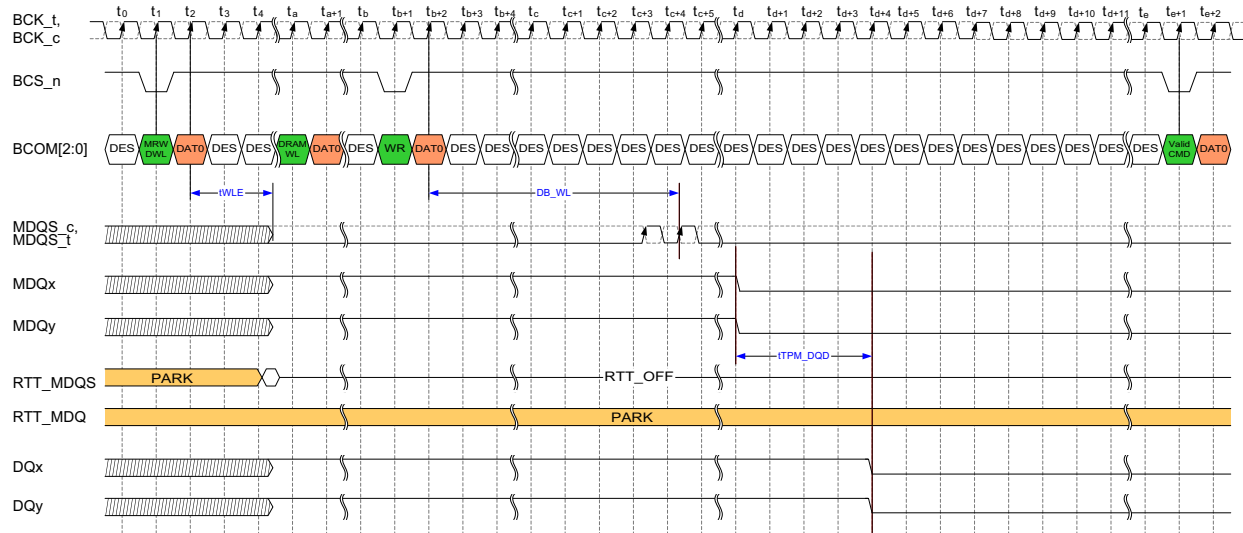 BCK_t, t0 t1 t2 t3 t4 ta ta+1 tb tb+1 tb+2 tb+3 tb+4 tc tc+1 tc+2 tc+3 tc+4 tc+5 td td+1 td+2 td+3 td+4 td+5 td+6 td+7 td+8 td+9 td+10 td+11 te te+1 te+2
BCK_c
BCS_n
BCOM[2:0] DES MRW DWL DAT0 DES DES DRAM WL DAT0 DES WR DAT0 DES DES DES DES DES DES DES DES DES DES DES DES DES DES DES DES DES DES DES DES DES Valid CMD DAT0
tWLE DB_WL
MDQS_c,
MDQS_t
MDQx
MDQy
tTPM_DQD
RTT_MDQS PARK RTT_OFF
RTT_MDQ PARK
DQx
DQy